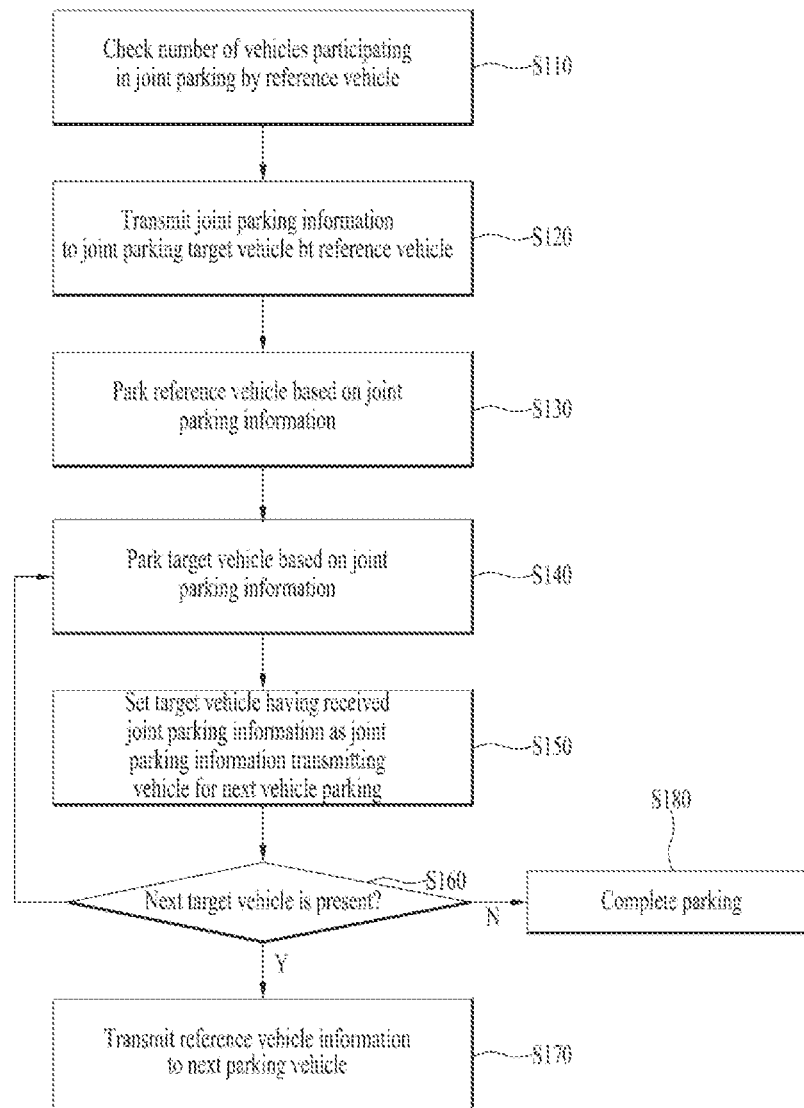 Check number of vehicles participating
in joint parking by reference vehicle
S110
Transmit joint parking information
to joint parking target vehicle bt reference vehicle
S120
Park reference vehicle based on joint
parking information
S130
Park target vehicle based on joint
parking information
S140
Set target vehicle having received
joint parking information as joint
parking information transmitting
vehicle for next vehicle parking
S150
S180
S160
Next target vehicle is present?
N
Complete parking
Y
Transmit reference vehicle information
to next parking vehicle
S170